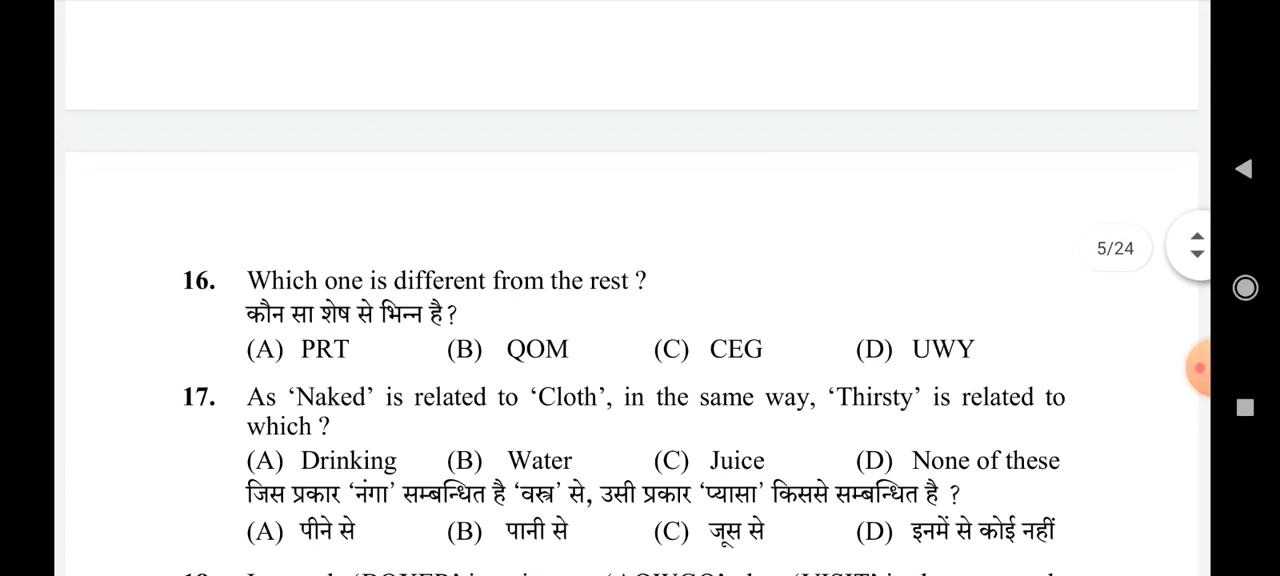 5/24
16. Which one is different from the rest ?
कौन सा शेष से भिन्न है ?
(A) PRT (B) QOM (C) CEG (D) UWY
17. As ‘Naked’ is related to ‘Cloth’, in the same way, ‘Thirsty’ is related to
which ?
(A) Drinking (B) Water (C) Juice (D) None of these
जिस प्रकार ‘नंगा’ सम्बन्धित है ‘वस्त्र’ से, उसी प्रकार ‘प्यासा’ किससे सम्बन्धित है ?
(A) पीने से (B) पानी से (C) जूस से (D) इनमें से कोई नहीं